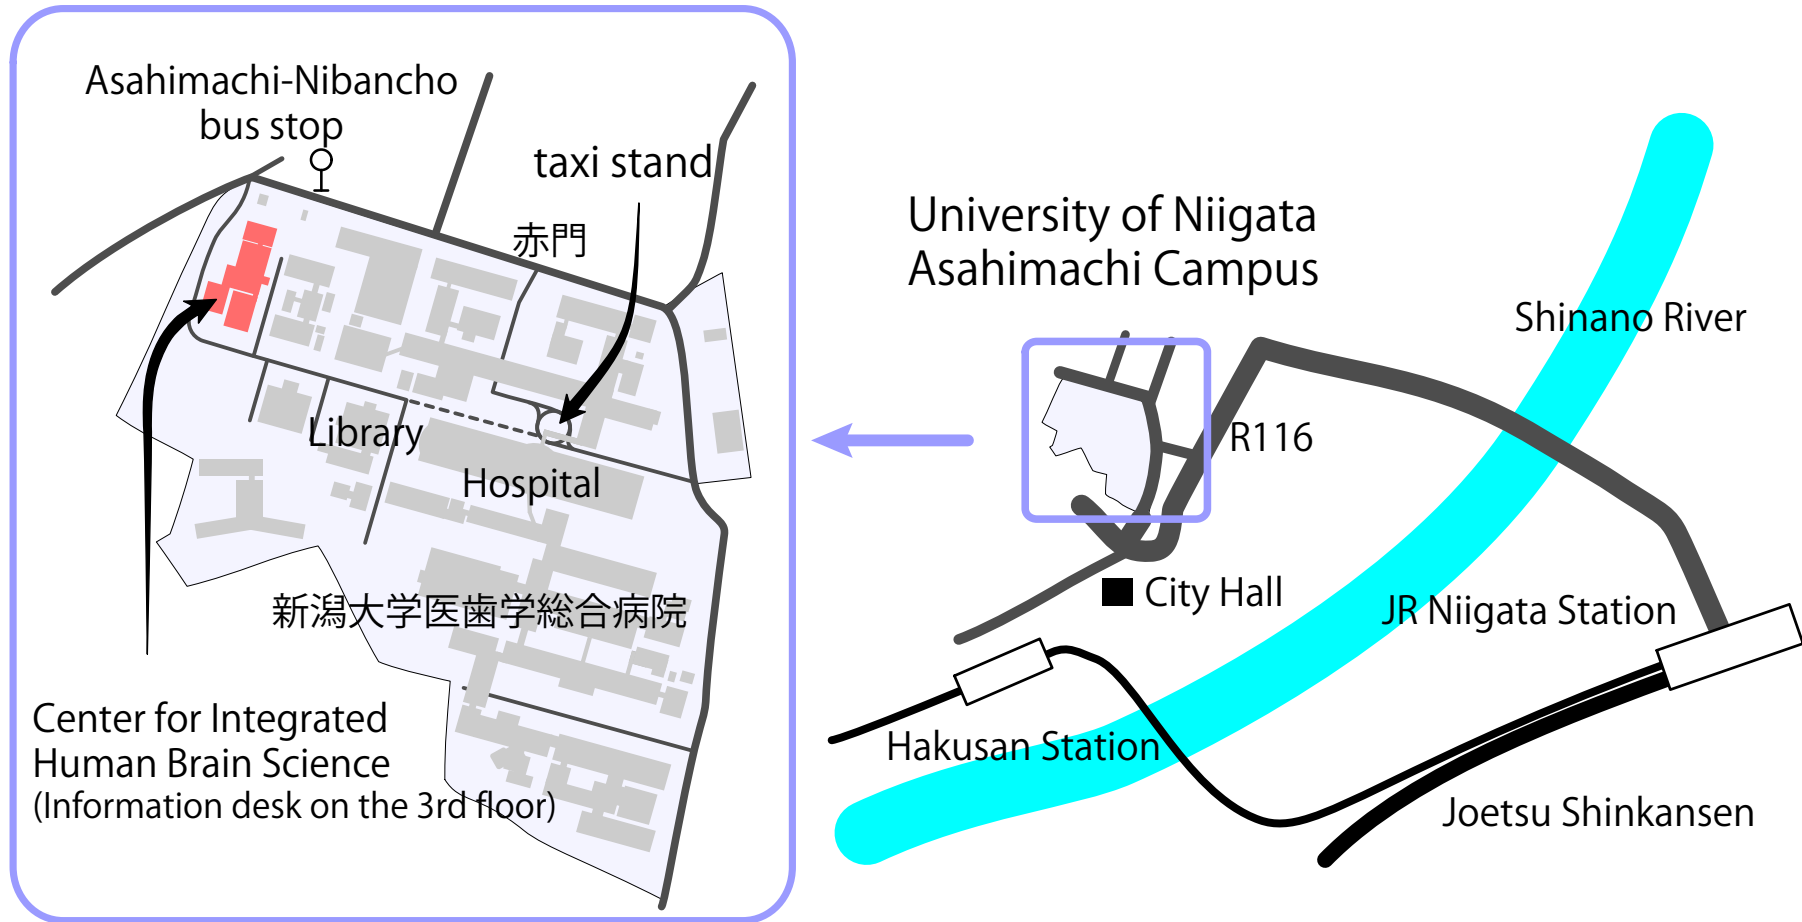 Asahimachi-Nibancho
bus stop
taxi stand
赤門
Library
Hospital
新潟大学医歯学総合病院
Center for Integrated
Human Brain Science
(Information desk on the 3rd floor)
University of Niigata
Asahimachi Campus
Shinano River
R116
City Hall
JR Niigata Station
Hakusan Station
Joetsu Shinkansen